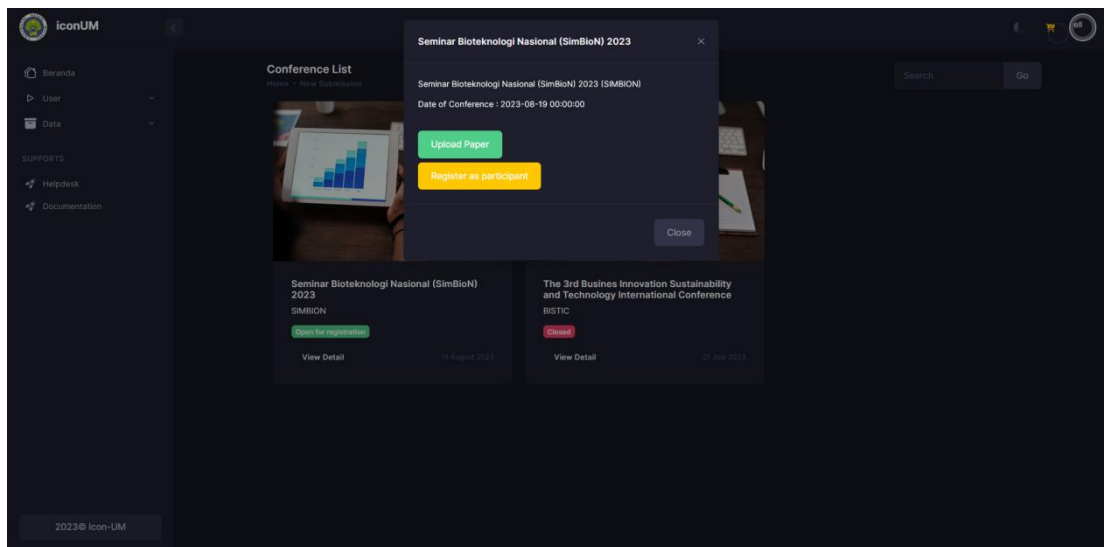 iconUM
Beranda
User
Data
SUPPORTS
Helpdesk
Documentation
2023© Icon-UM
Conference List
Home - New Submission
Search
Go
Seminar Bioteknologi Nasional (SimBioN) 2023
Seminar Bioteknologi Nasional (SimBioN) 2023 (SIMBION)
Date of Conference : 2023-08-19 00:00:00
Upload Paper
Register as participant
Close
Seminar Bioteknologi Nasional (SimBioN)
2023
SIMBION
Open for registration
View Detail
19 August 2023
The 3rd Busines Innovation Sustainability
and Technology International Conference
BISTIC
Closed
View Detail
25 July 2023